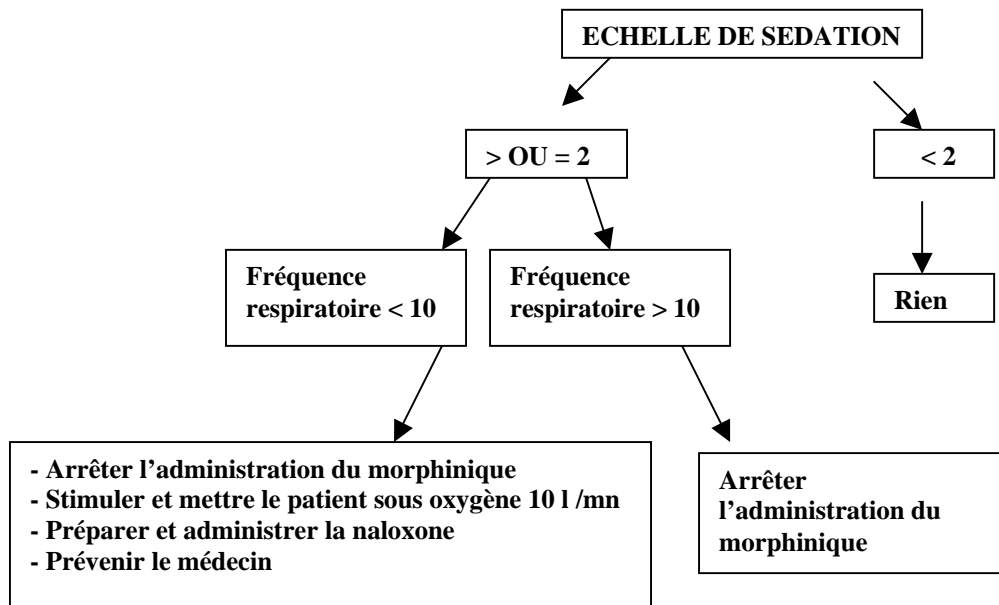 ECHELLE DE SEDATION
> OU = 2
< 2
Fréquence
respiratoire < 10
Fréquence
respiratoire > 10
Rien
- Arrêter l’administration du morphinique
- Stimuler et mettre le patient sous oxygène 10 l /mn
- Préparer et administrer la naloxone
- Prévenir le médecin
Arrêter
l’administration du
morphinique